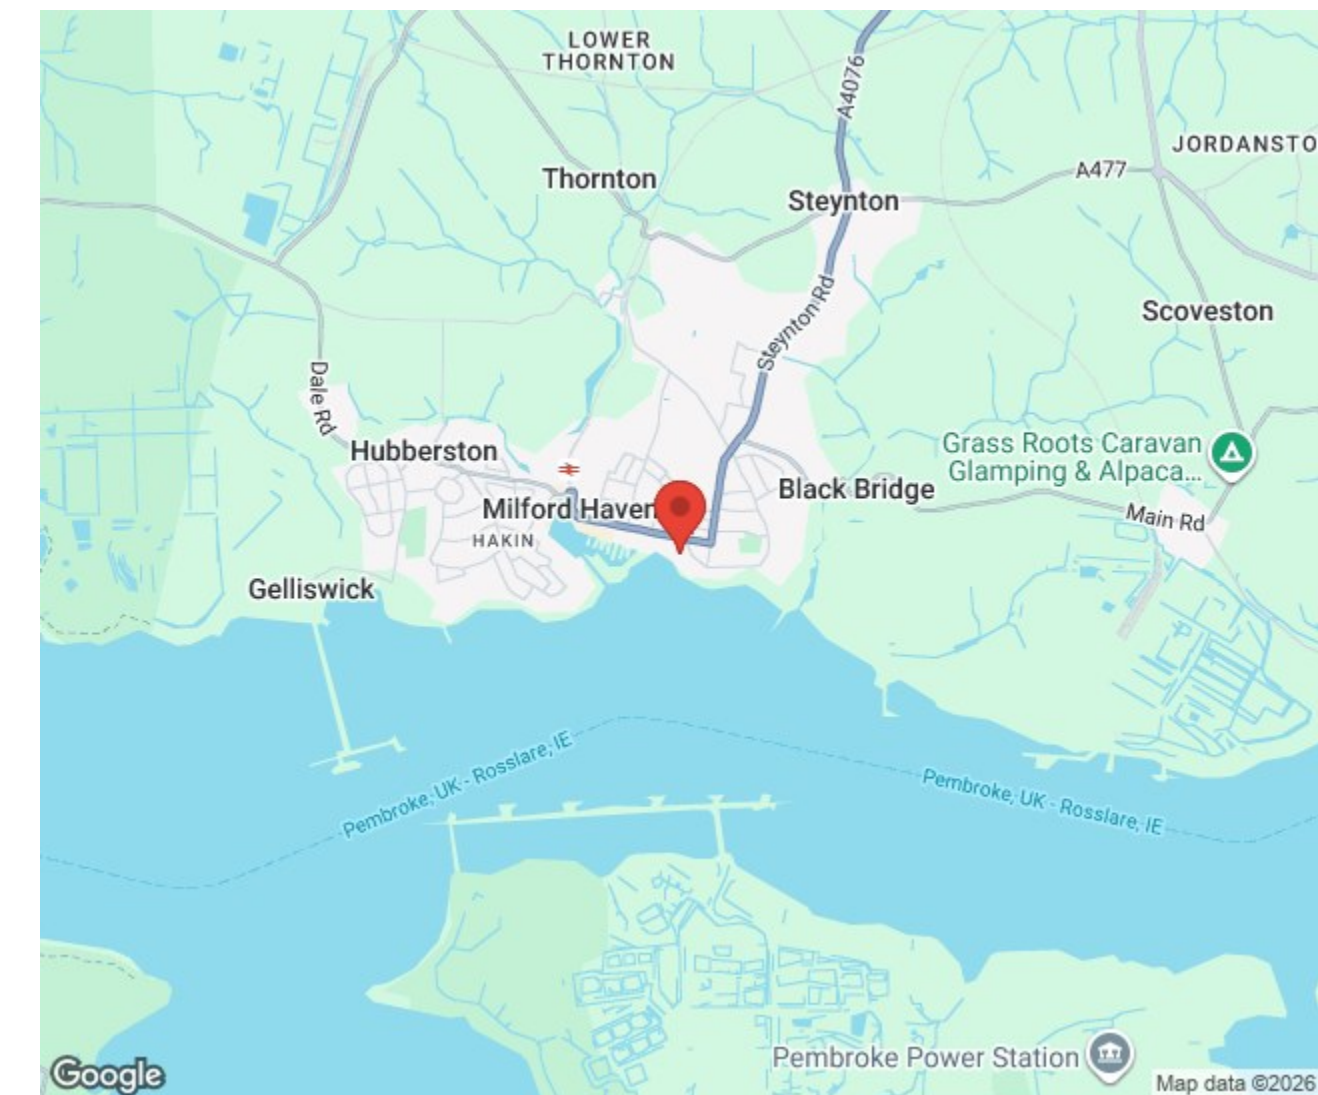 LOWER
THORNTON
A4076
JORDANSTO
A477
Thornton
Steynton
Steynton Rd
Scoveston
Dale Rd
Hubberston
Grass Roots Caravan
Glamping & Alpaca...
Black Bridge
Milford Haven
Main Rd
HAKIN
Gelliswick
Pembroke, UK - Rosslare, IE
Pembroke, UK - Rosslare, IE
Pembroke Power Station
Google
Map data ©2026